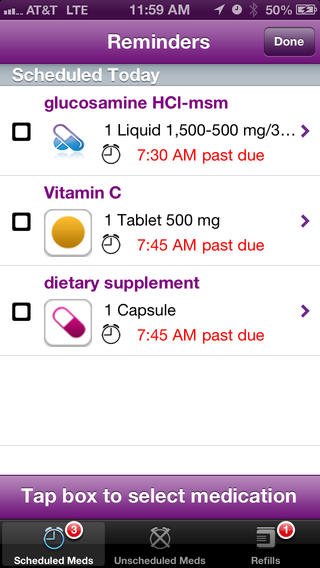 AT&T LTE 11:59 AM 50%
Reminders Done
Scheduled Today
glucosamine HCl-msm
1 Liquid 1,500-500 mg/3...
7:30 AM past due
Vitamin C
1 Tablet 500 mg
7:45 AM past due
dietary supplement
1 Capsule
7:45 AM past due
Tap box to select medication
3 1
Scheduled Meds Unscheduled Meds Refills